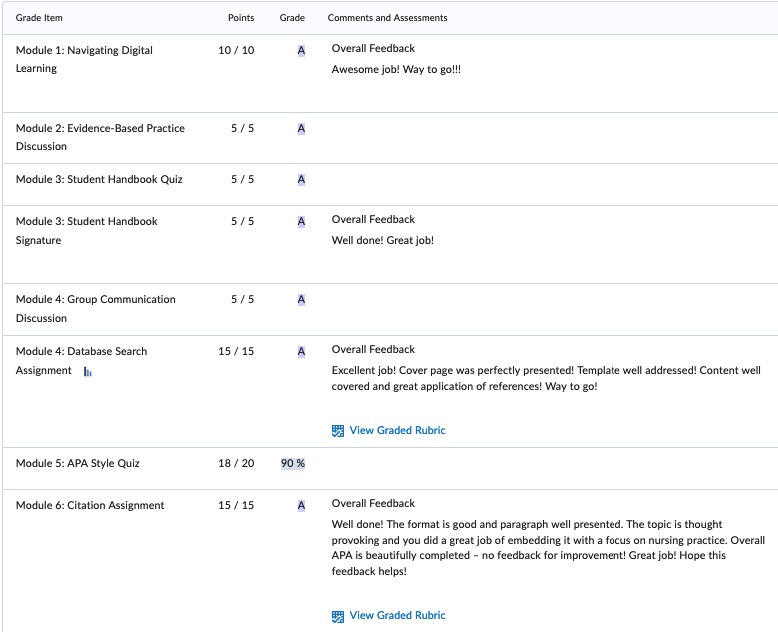 Grade Item Points Grade Comments and Assessments
Module 1: Navigating Digital 10 / 10 A Overall Feedback
Learning Awesome job! Way to go!!!
Module 2: Evidence-Based Practice 5 / 5 A
Discussion
Module 3: Student Handbook Quiz 5 / 5 A
Module 3: Student Handbook 5 / 5 A Overall Feedback
Signature Well done! Great job!
Module 4: Group Communication 5 / 5 A
Discussion
Module 4: Database Search 15 / 15 A Overall Feedback
Assignment Excellent job! Cover page was perfectly presented! Template well addressed! Content well
covered and great application of references! Way to go!
View Graded Rubric
Module 5: APA Style Quiz 18 / 20 90 %
Module 6: Citation Assignment 15 / 15 A Overall Feedback
Well done! The format is good and paragraph well presented. The topic is thought
provoking and you did a great job of embedding it with a focus on nursing practice. Overall
APA is beautifully completed – no feedback for improvement! Great job! Hope this
feedback helps!
View Graded Rubric